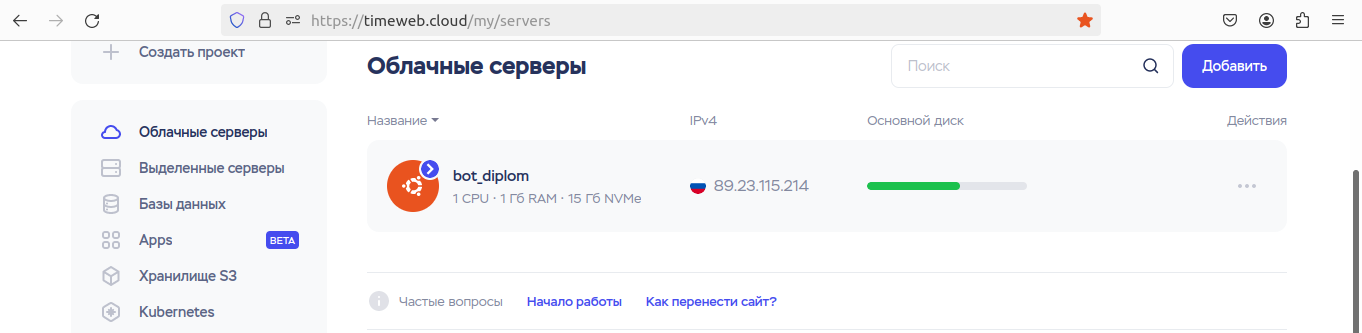 https://timeweb.cloud/my/servers
Создать проект
Облачные серверы
Выделенные серверы
Базы данных
Apps
BETA
Хранилище S3
Kubernetes
Облачные серверы
Поиск
Добавить
Название
IPv4
Основной диск
Действия
bot_diplom
1 CPU · 1 Гб RAM · 15 Гб NVMe
89.23.115.214
Частые вопросы
Начало работы
Как перенести сайт?